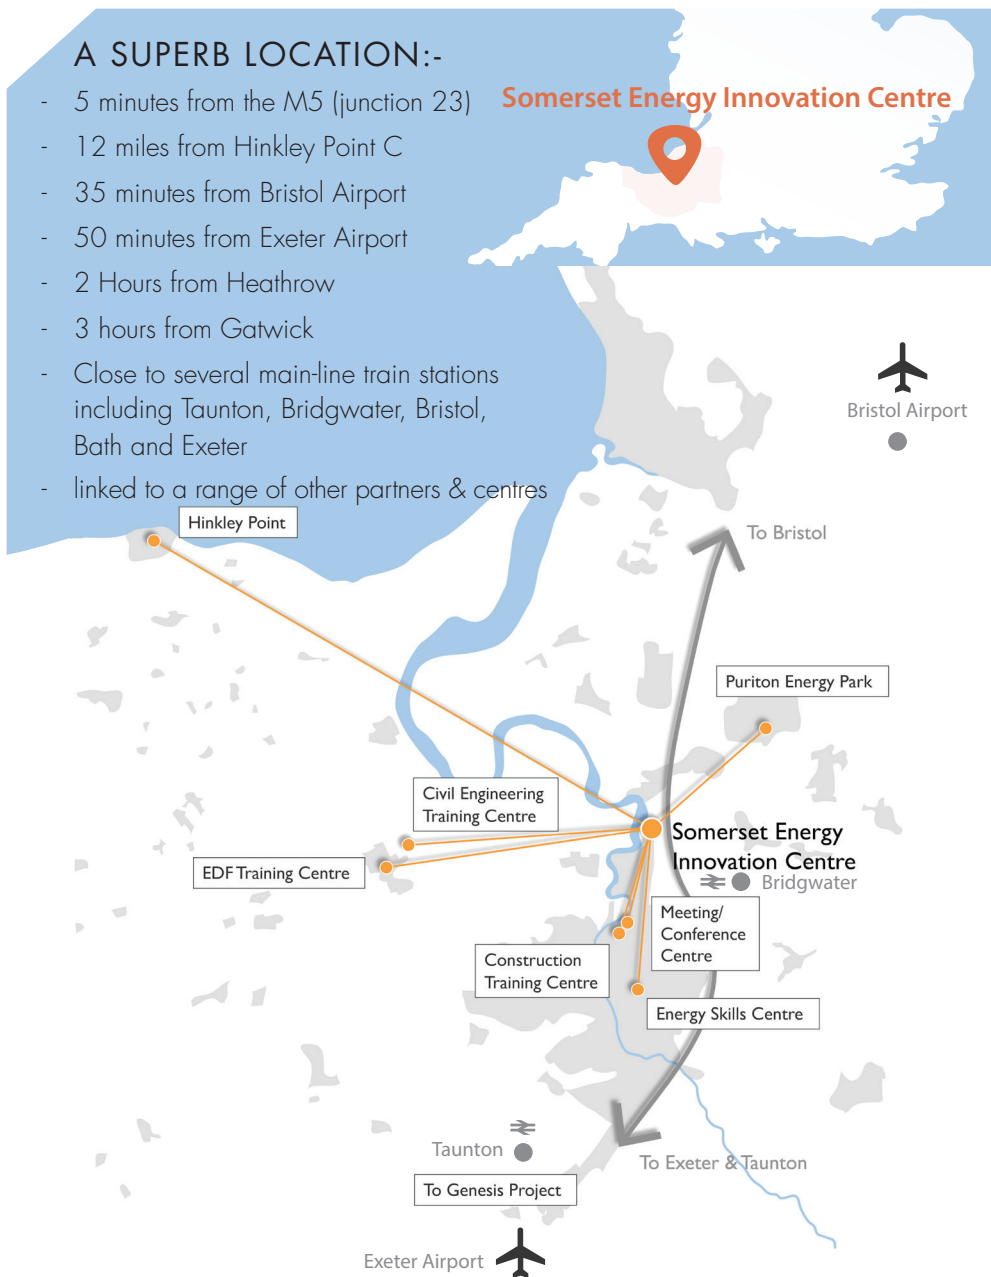 A SUPERB LOCATION:-
- 5 minutes from the M5 (junction 23)
Somerset Energy Innovation Centre
- 12 miles from Hinkley Point C
- 35 minutes from Bristol Airport
- 50 minutes from Exeter Airport
- 2 Hours from Heathrow
- 3 hours from Gatwick
- Close to several main-line train stations
including Taunton, Bridgwater, Bristol,
Bath and Exeter
- linked to a range of other partners & centres
Bristol Airport
Hinkley Point
To Bristol
Puriton Energy Park
Civil Engineering
Training Centre
Somerset Energy
Innovation Centre
EDF Training Centre
Bridgwater
Meeting/
Conference
Centre
Construction
Training Centre
Energy Skills Centre
Taunton
To Exeter & Taunton
To Genesis Project
Exeter Airport